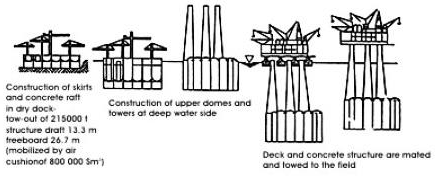 Construction of skirts
and concrete raft
in dry dock-
tow-out of 215000 t
structure draft 13.3 m
freeboard 26.7 m
(mobilized by air
cushionof 800 000 Sm³)
Construction of upper domes and
towers at deep water side
Deck and concrete structure are mated
and towed to the field